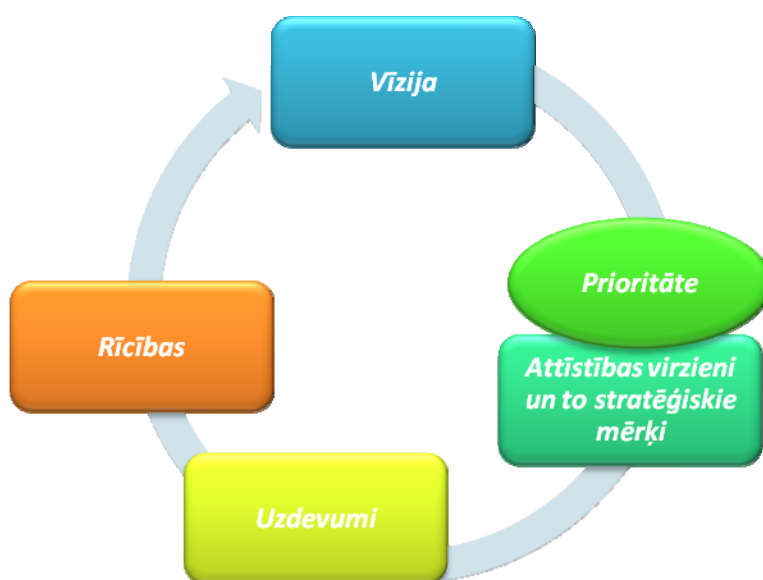 Vīzija
Prioritāte
Attīstības virzieni
un to stratēģiskie
mērķi
Uzdevumi
Rīcības